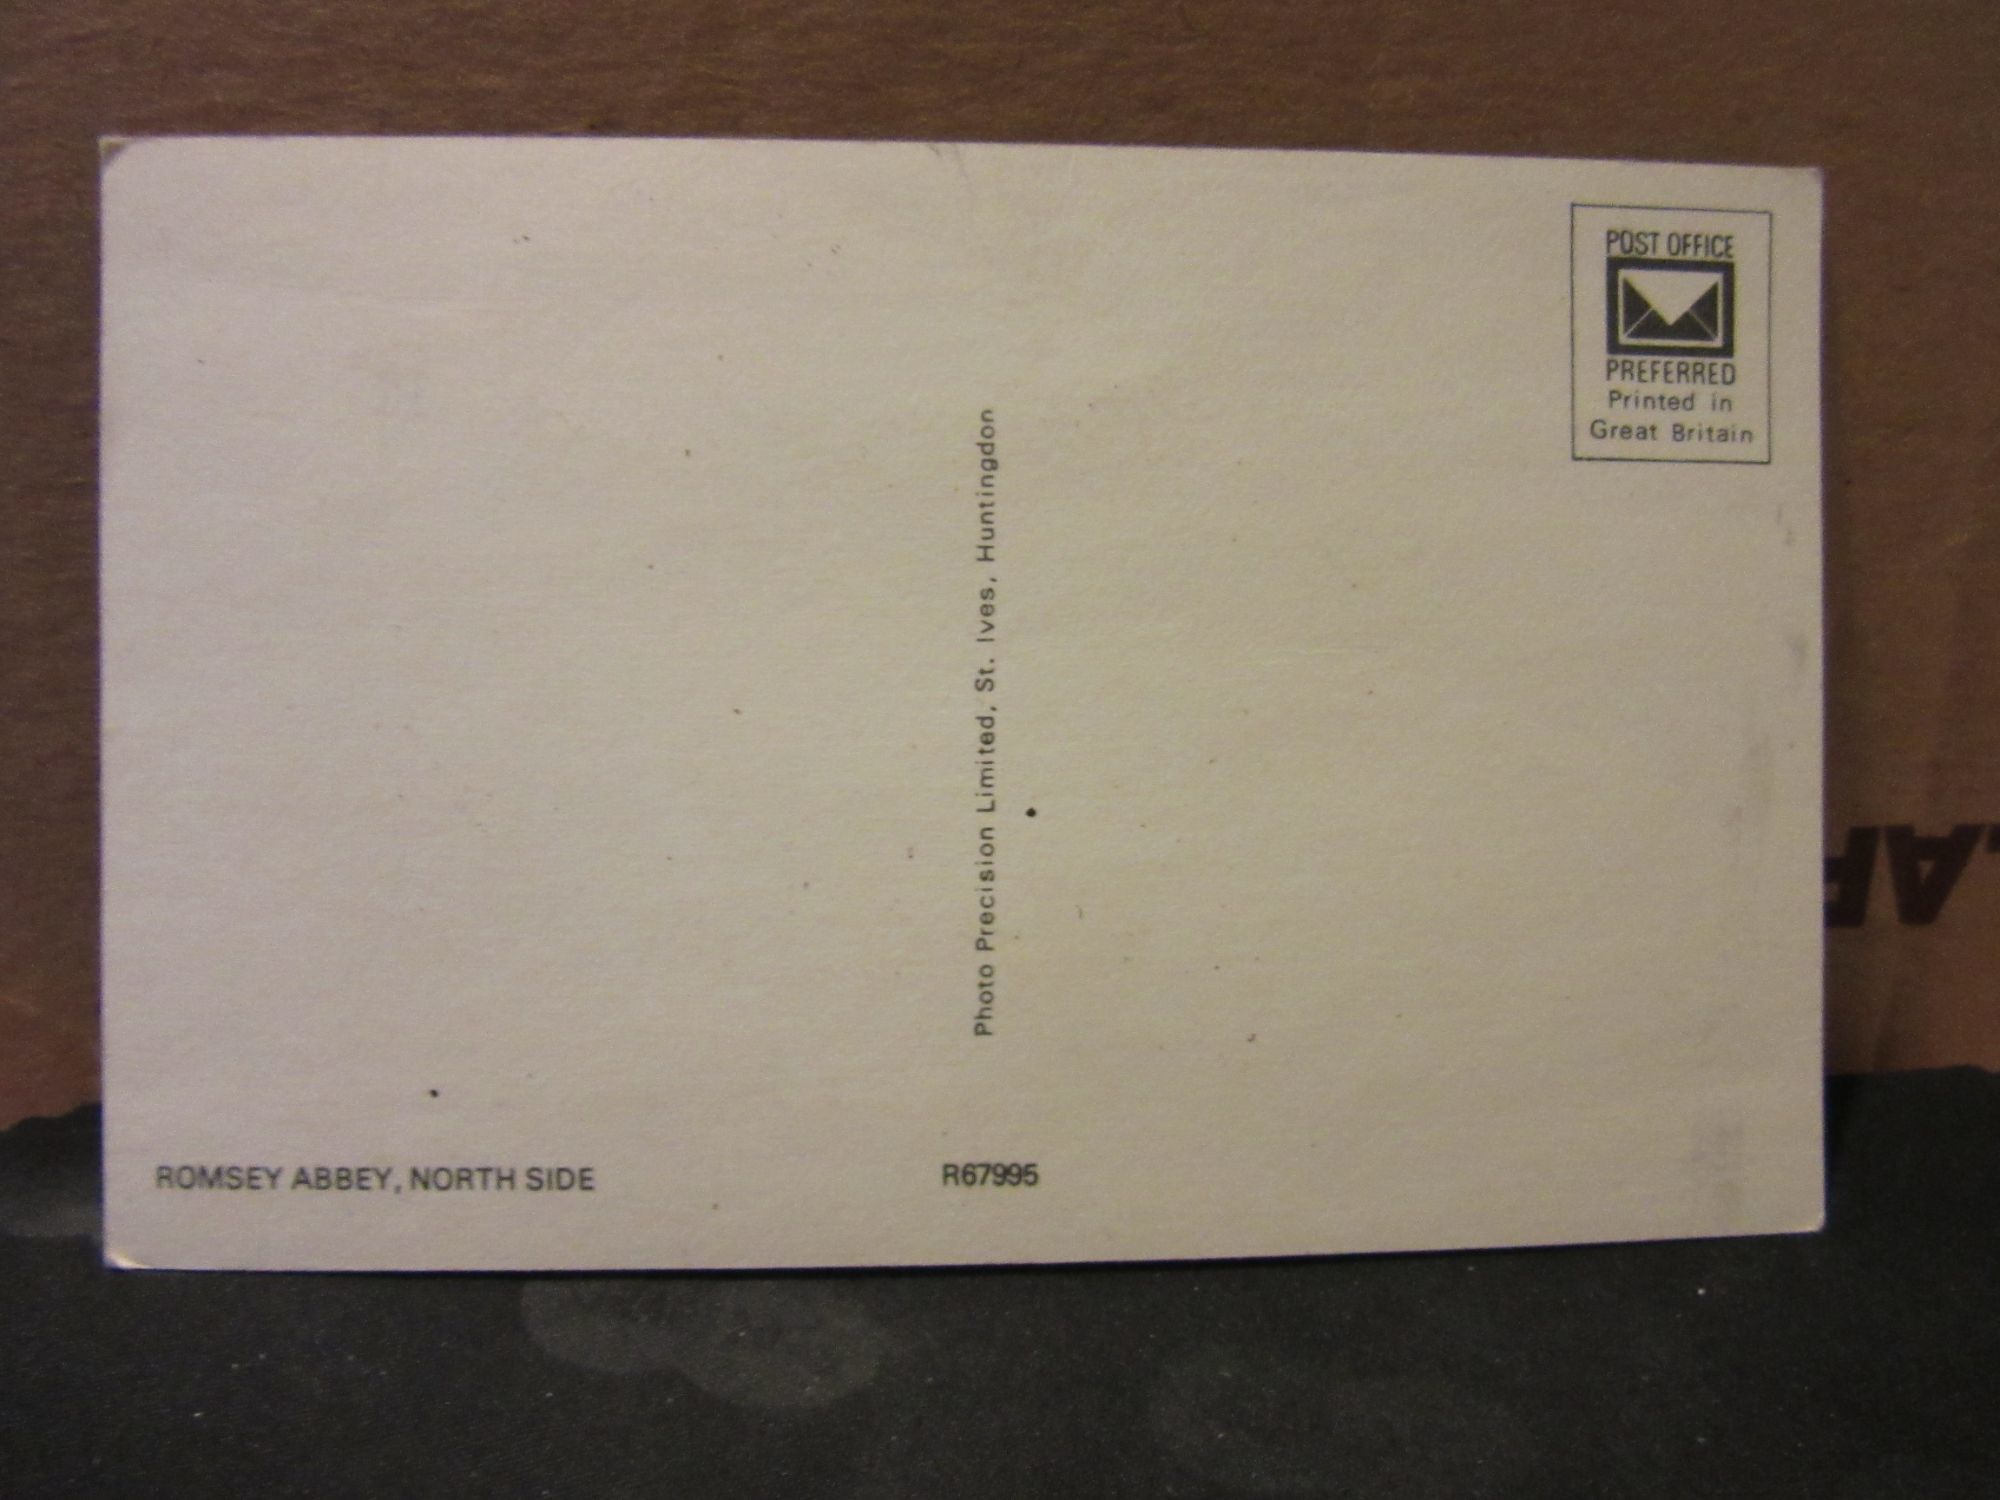 POST OFFICE
PREFERRED
Printed in
Great Britain
Photo Precision Limited, St. Ives, Huntingdon
ROMSEY ABBEY, NORTH SIDE
R67995